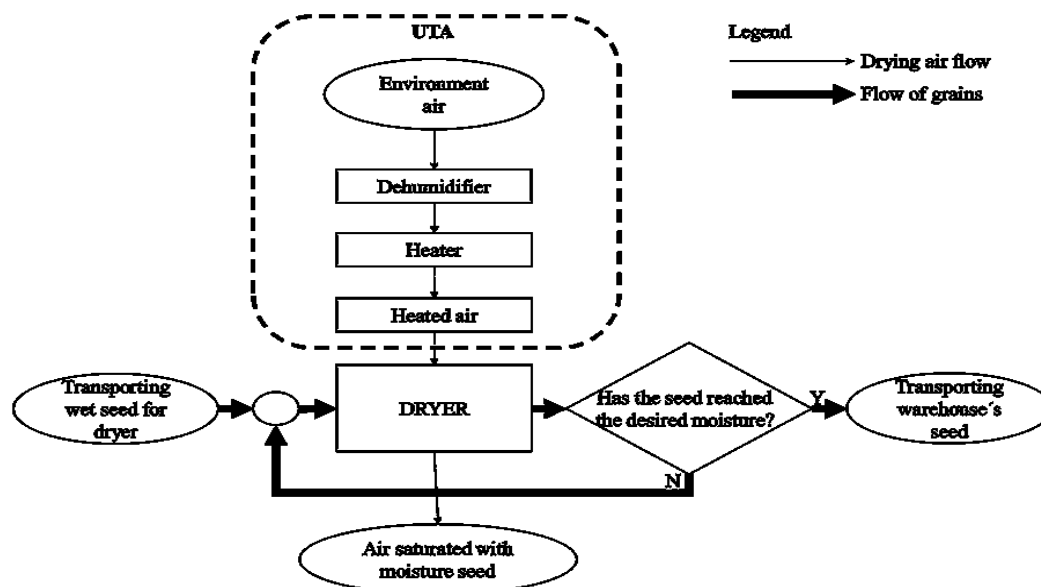 UTA
Legend
Environment
air
Drying air flow
Flow of grains
Dehumidifier
Heater
Heated air
Transporting
wet seed for
dryer
DRYER
Has the seed reached
the desired moisture?
Y
Transporting
warehouse´s
seed
N
Air saturated with
moisture seed